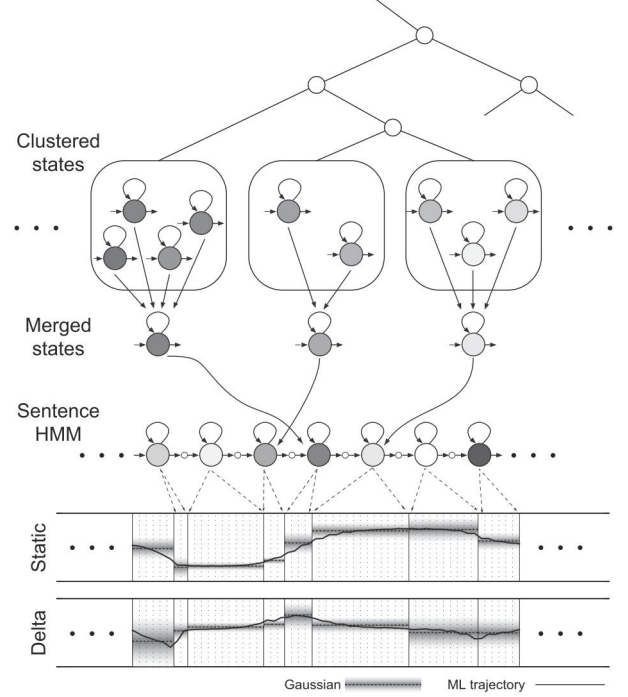 Clustered
states
Merged
states
Sentence
HMM
Static
Delta
Gaussian
ML trajectory